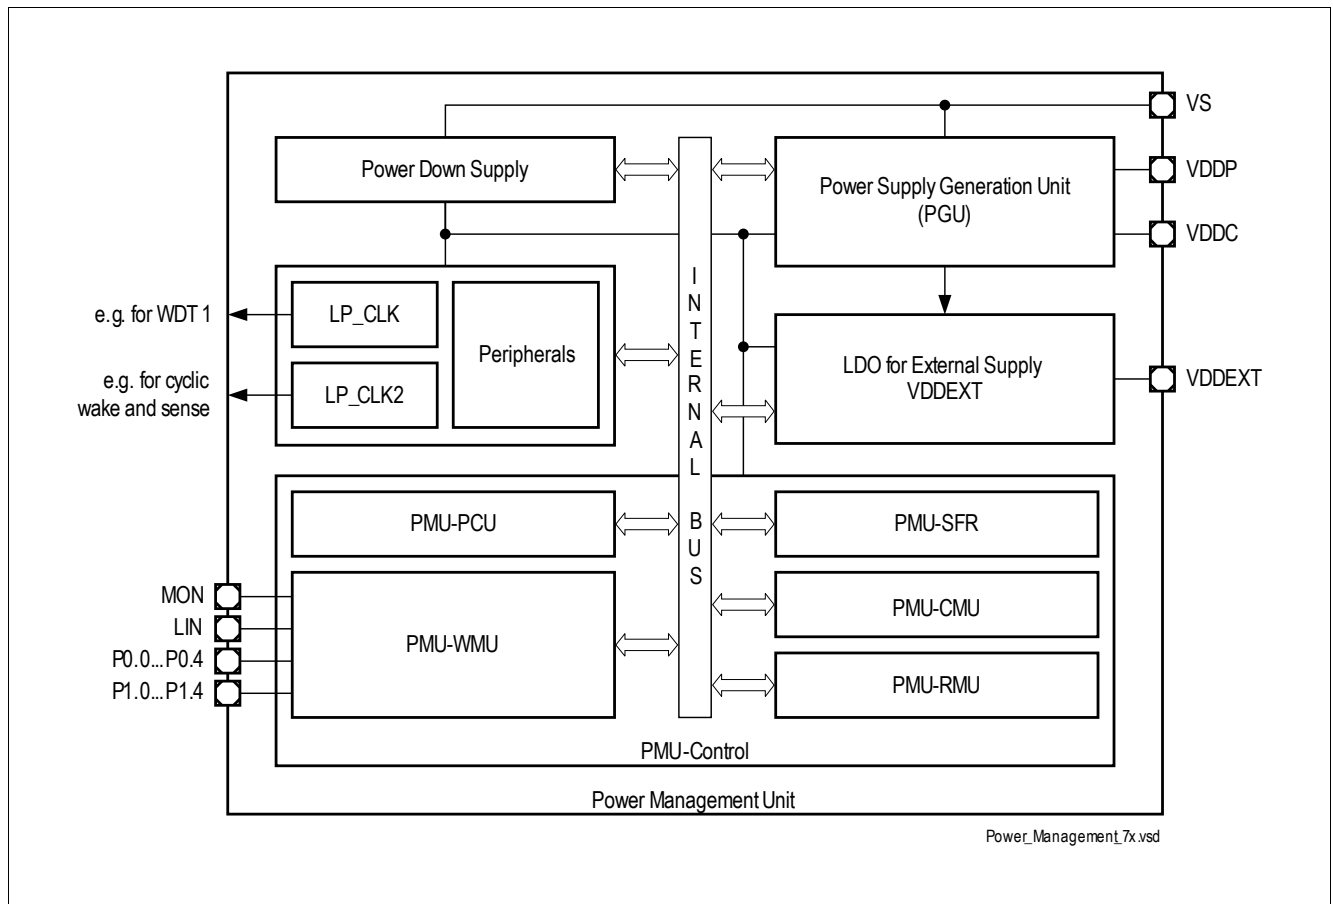 VS
Power Down Supply
Power Supply Generation Unit
(PGU)
VDDP
VDDC
INTERNAL BUS
e.g. for WDT 1
LP_CLK
Peripherals
LP_CLK2
e.g. for cyclic
wake and sense
LDO for External Supply
VDDEXT
VDDEXT
PMU-PCU
PMU-SFR
MON
LIN
P0.0...P0.4
P1.0...P1.4
PMU-WMU
PMU-CMU
PMU-RMU
PMU-Control
Power Management Unit
Power_Management_7x.vsd